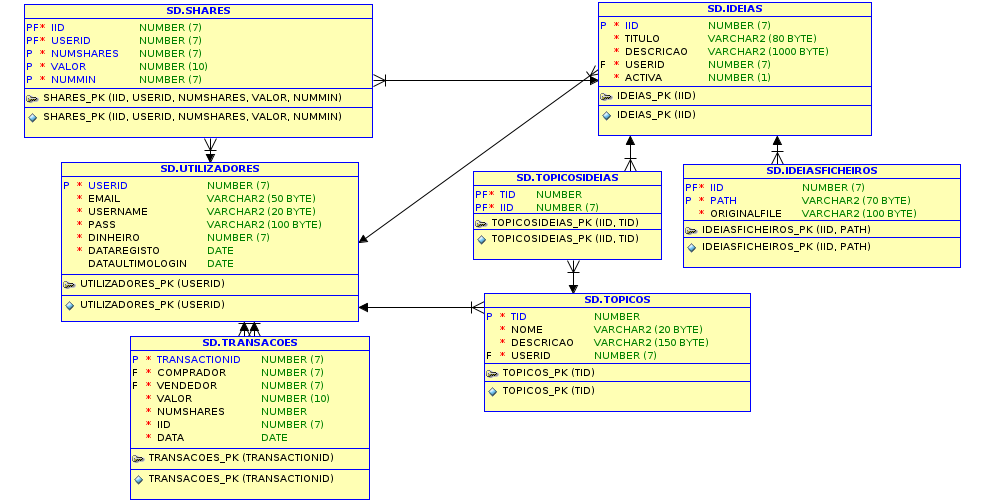 SD.SHARES
PF* IID NUMBER (7)
PF* USERID NUMBER (7)
P * NUMSHARES NUMBER (7)
P * VALOR NUMBER (10)
P * NUMMIN NUMBER (7)
SHARES_PK (IID, USERID, NUMSHARES, VALOR, NUMMIN)
SHARES_PK (IID, USERID, NUMSHARES, VALOR, NUMMIN)
SD.IDEIAS
P * IID NUMBER (7)
* TITULO VARCHAR2 (80 BYTE)
* DESCRICAO VARCHAR2 (1000 BYTE)
F * USERID NUMBER (7)
* ACTIVA NUMBER (1)
IDEIAS_PK (IID)
IDEIAS_PK (IID)
SD.UTILIZADORES
P * USERID NUMBER (7)
* EMAIL VARCHAR2 (50 BYTE)
* USERNAME VARCHAR2 (20 BYTE)
* PASS VARCHAR2 (100 BYTE)
* DINHEIRO NUMBER (7)
* DATAREGISTO DATE
DATAULTIMOLOGIN DATE
UTILIZADORES_PK (USERID)
UTILIZADORES_PK (USERID)
SD.TOPICOSIDEIAS
PF* TID NUMBER
PF* IID NUMBER (7)
TOPICOSIDEIAS_PK (IID, TID)
TOPICOSIDEIAS_PK (IID, TID)
SD.IDEIASFICHEIROS
PF* IID NUMBER (7)
P * PATH VARCHAR2 (70 BYTE)
* ORIGINALFILE VARCHAR2 (100 BYTE)
IDEIASFICHEIROS_PK (IID, PATH)
IDEIASFICHEIROS_PK (IID, PATH)
SD.TOPICOS
P * TID NUMBER
* NOME VARCHAR2 (20 BYTE)
* DESCRICAO VARCHAR2 (150 BYTE)
F * USERID NUMBER (7)
TOPICOS_PK (TID)
TOPICOS_PK (TID)
SD.TRANSACOES
P * TRANSACTIONID NUMBER (7)
F * COMPRADOR NUMBER (7)
F * VENDEDOR NUMBER (7)
* VALOR NUMBER (10)
* NUMSHARES NUMBER
* IID NUMBER (7)
* DATA DATE
TRANSACOES_PK (TRANSACTIONID)
TRANSACOES_PK (TRANSACTIONID)